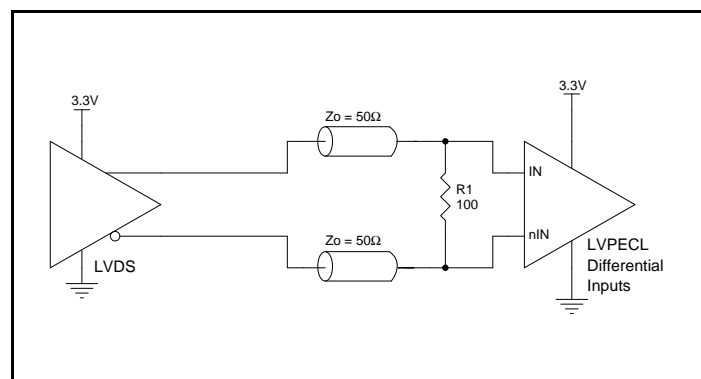 3.3V
3.3V
Zo = 50Ω
IN
R1
100
nIN
Zo = 50Ω
LVDS
LVPECL
Differential
Inputs